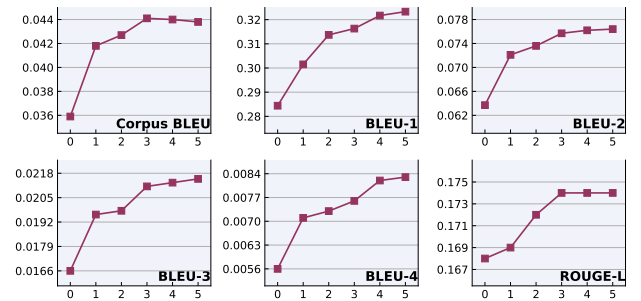 0.044
0.042
0.040
0.038
0.036
Corpus BLEU
0 1 2 3 4 5
0.32
0.31
0.30
0.29
0.28
BLEU-1
0 1 2 3 4 5
0.078
0.074
0.070
0.066
0.062
BLEU-2
0 1 2 3 4 5
0.0218
0.0205
0.0192
0.0179
0.0166
BLEU-3
0 1 2 3 4 5
0.0084
0.0077
0.0070
0.0063
0.0056
BLEU-4
0 1 2 3 4 5
0.175
0.173
0.171
0.169
0.167
ROUGE-L
0 1 2 3 4 5